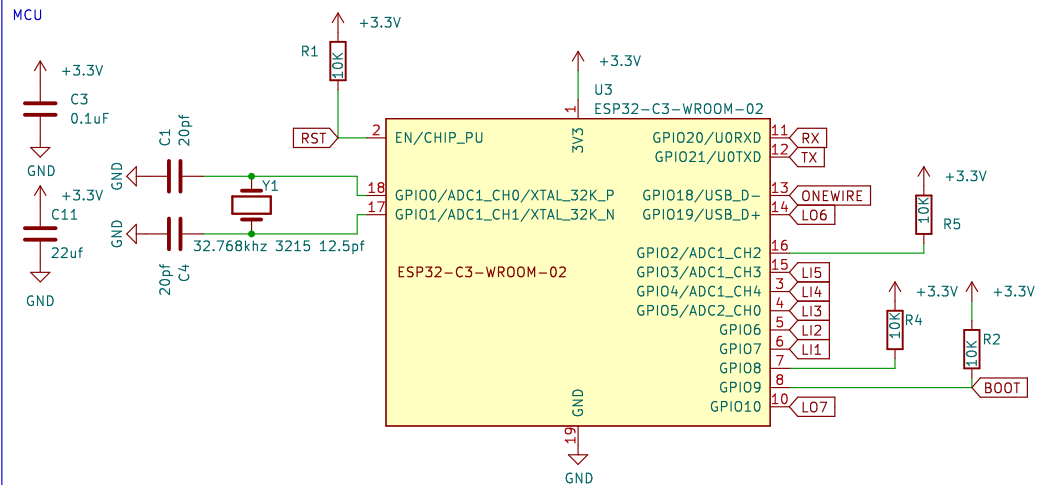 MCU
+3.3V
R1
10K
+3.3V
C3
0.1uF
GND
+3.3V
U3
ESP32-C3-WROOM-02
RST
2 EN/CHIP_PU
1
3V3
GPIO20/U0RXD 11 RX
GPIO21/U0TXD 12 TX
C1
20pf
GND
Y1
18 GPIO0/ADC1_CH0/XTAL_32K_P
17 GPIO1/ADC1_CH1/XTAL_32K_N
GPIO18/USB_D- 13 ONEWIRE
GPIO19/USB_D+ 14 LO6
+3.3V
C11
22uf
GND
GND
32.768khz 3215 12.5pf
20pf
C4
+3.3V
10K
R5
ESP32-C3-WROOM-02
GPIO2/ADC1_CH2 16
GPIO3/ADC1_CH3 15 LI5
GPIO4/ADC1_CH4 3 LI4
GPIO5/ADC2_CH0 4 LI3
GPIO6 5 LI2
GPIO7 6 LI1
GPIO8 7
GPIO9 8 BOOT
GPIO10 10 LO7
+3.3V
10K
R4
+3.3V
10K
R2
GND
19
GND